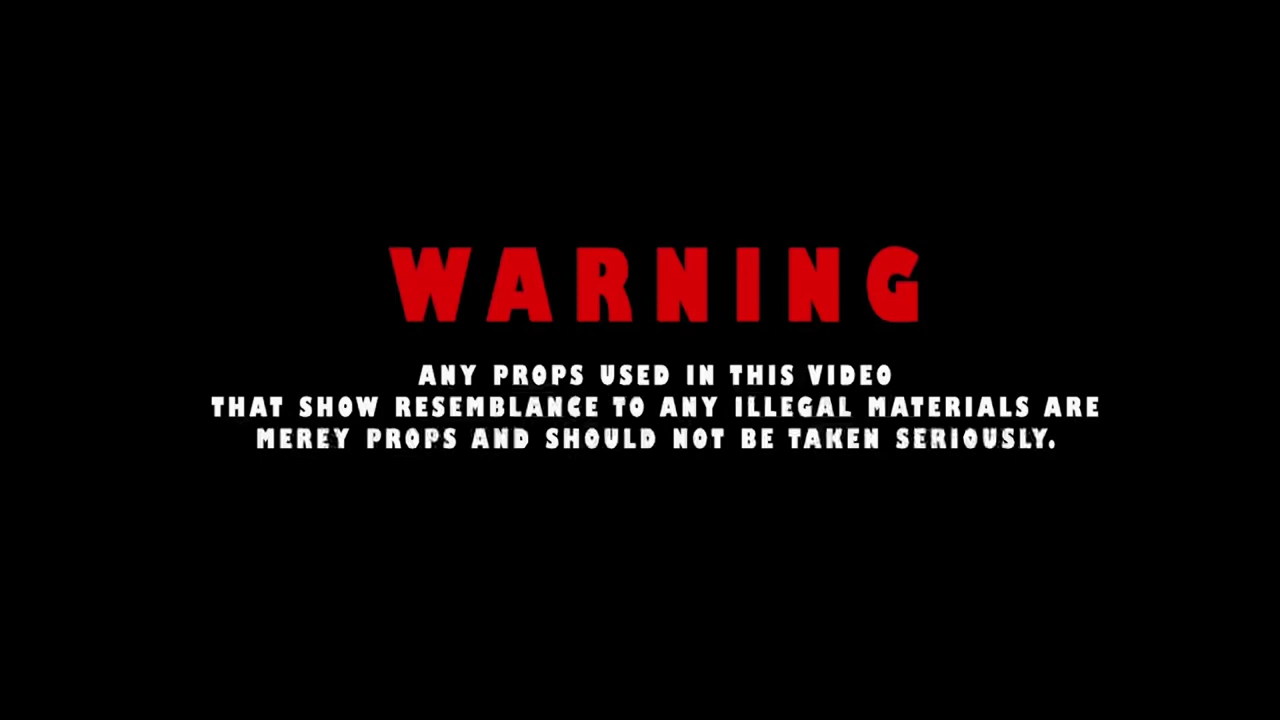 WARNING
ANY PROPS USED IN THIS VIDEO
THAT SHOW RESEMBLANCE TO ANY ILLEGAL MATERIALS ARE
MEREY PROPS AND SHOULD NOT BE TAKEN SERIOUSLY.